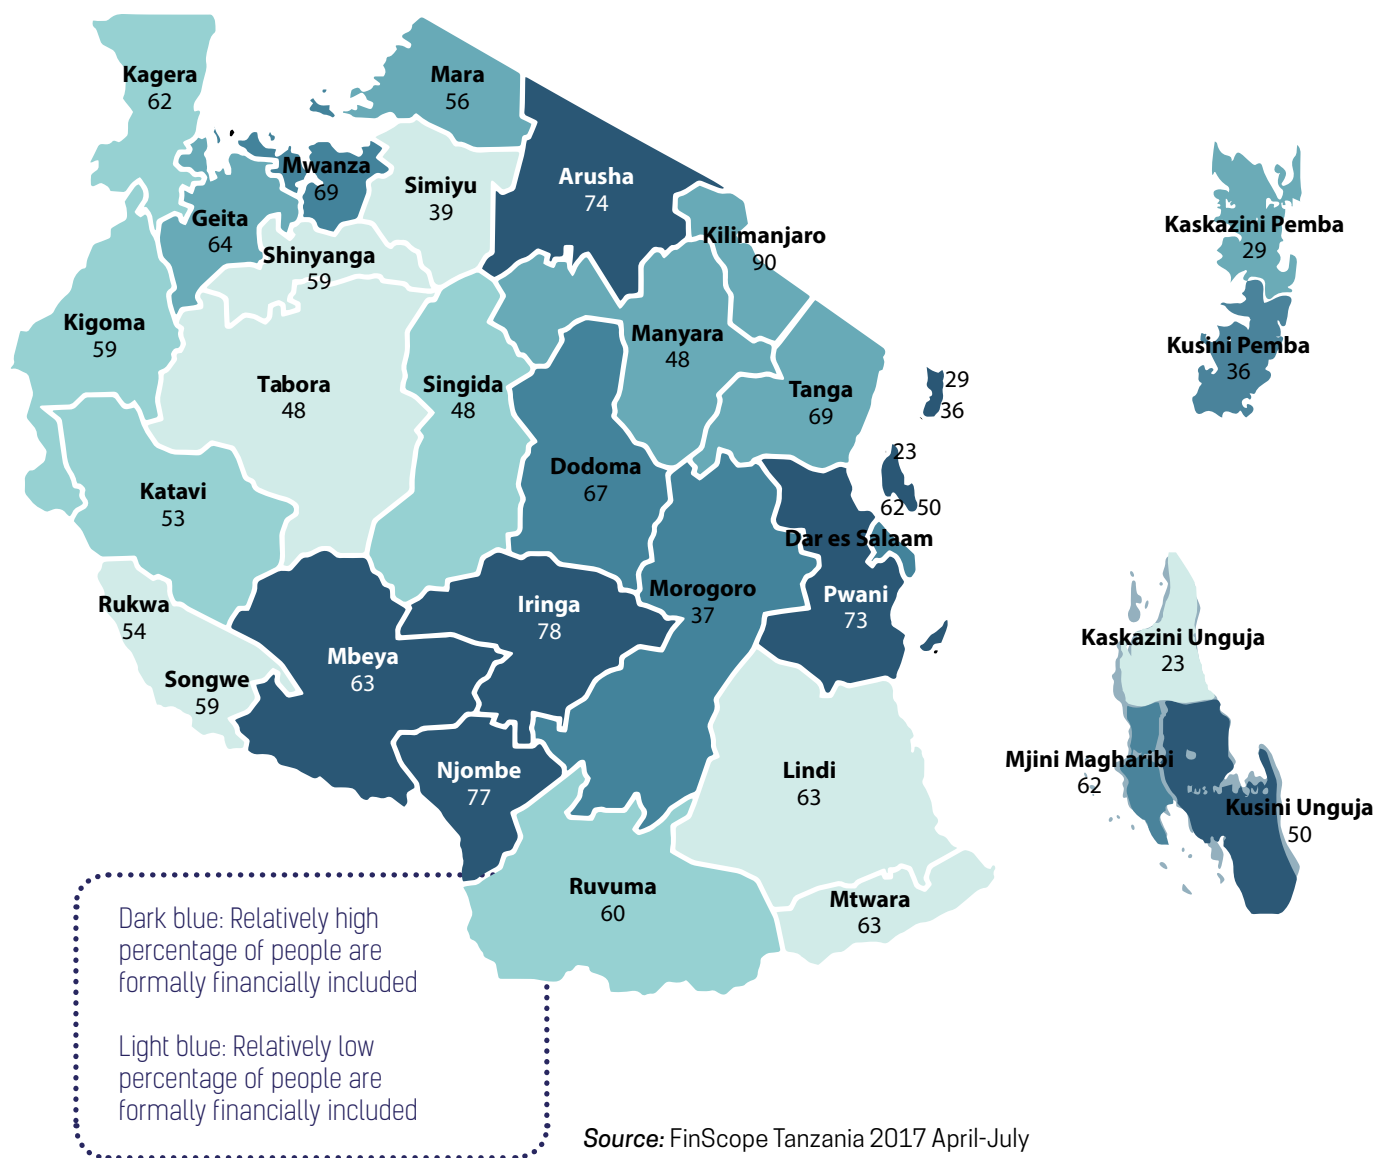 Kagera
62
Mara
56
Mwanza
69
Simiyu
39
Arusha
74
Geita
64
Shinyanga
59
Kilimanjaro
90
Kigoma
59
Manyara
48
Tabora
48
Singida
48
Tanga
69
29
36
23
62 50
Dodoma
67
Katavi
53
Dar es Salaam
Morogoro
37
Pwani
73
Iringa
78
Rukwa
54
Mbeya
63
Songwe
59
Njombe
77
Lindi
63
Ruvuma
60
Mtwara
63
Kaskazini Pemba
29
Kusini Pemba
36
Kaskazini Unguja
23
Mjini Magharibi
62
Kusini Unguja
50
Dark blue: Relatively high
percentage of people are
formally financially included
Light blue: Relatively low
percentage of people are
formally financially included
Source: FinScope Tanzania 2017 April-July